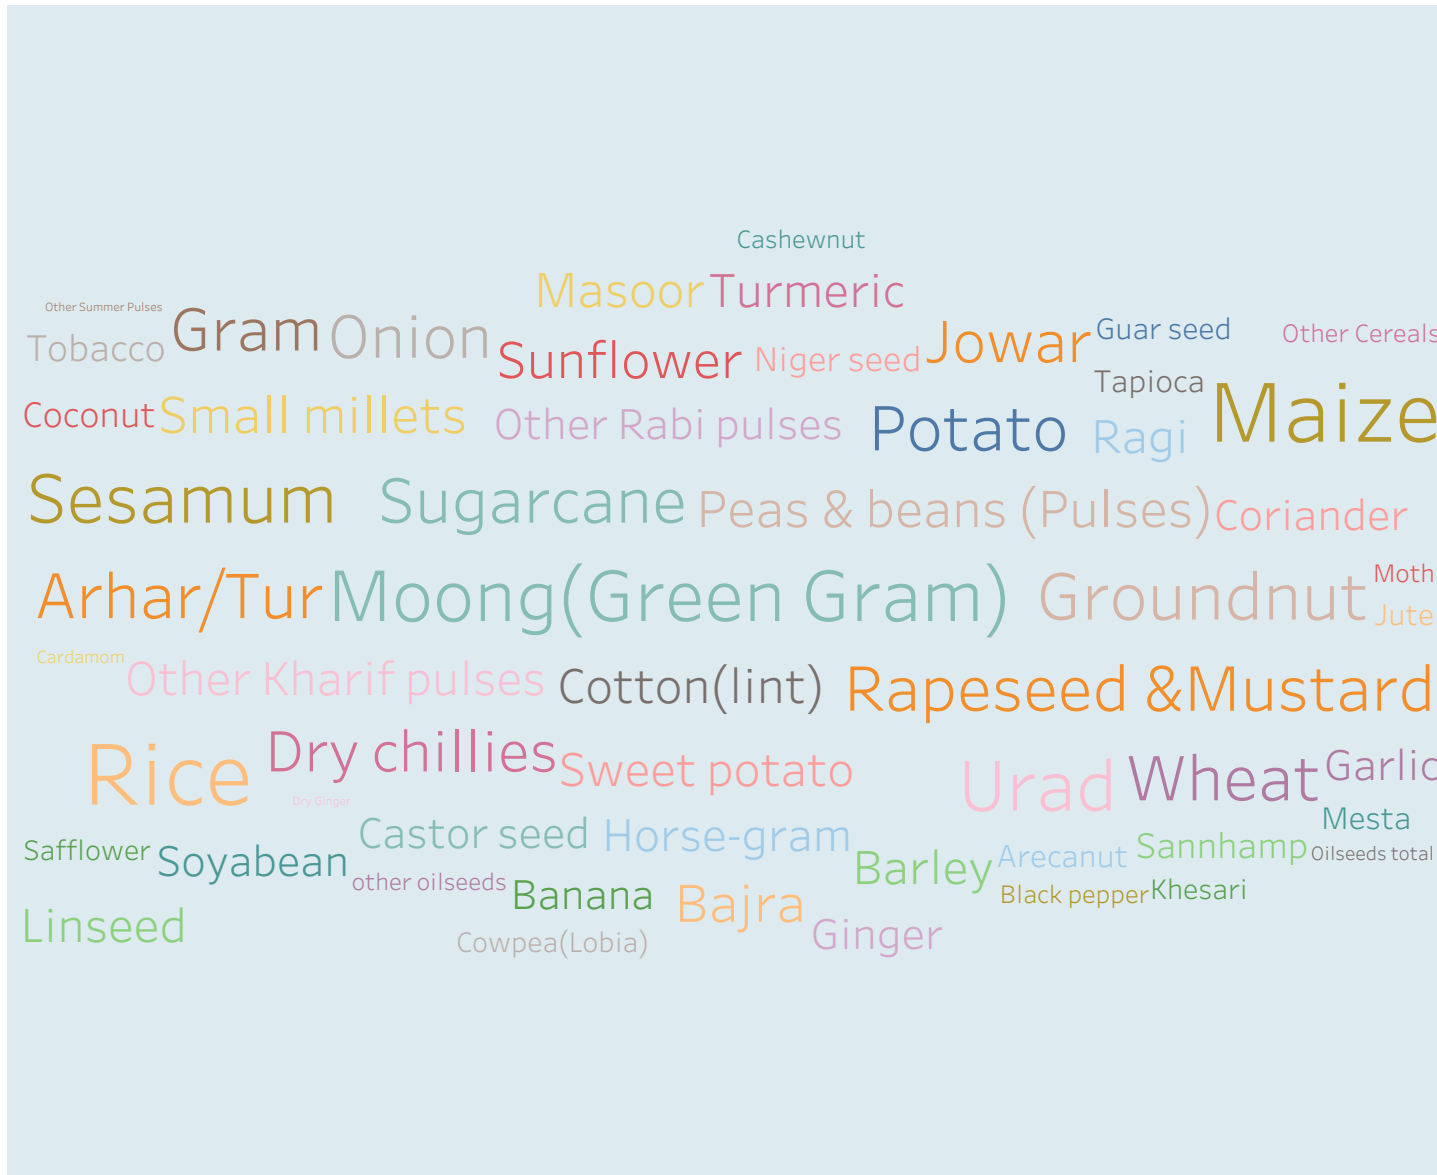 Cashewnut
Masoor Turmeric
Other Summer Pulses
Tobacco Gram Onion Sunflower Niger seed Jowar Guar seed Other Cereals
Tapioca
Coconut Small millets Other Rabi pulses Potato Ragi Maize
Sesamum Sugarcane Peas & beans (Pulses) Coriander
Arhar/Tur Moong(Green Gram) Groundnut Moth
Jute
Cardamom
Other Kharif pulses Cotton(lint) Rapeseed &Mustard
Rice Dry chillies Sweet potato Urad Wheat Garlic
Dry Ginger
Mesta
Safflower Soyabean Castor seed Horse-gram Barley Arecanut Sannhamp Oilseeds total
other oilseeds Banana Bajra Black pepper Khesari
Linseed Cowpea(Lobia) Ginger